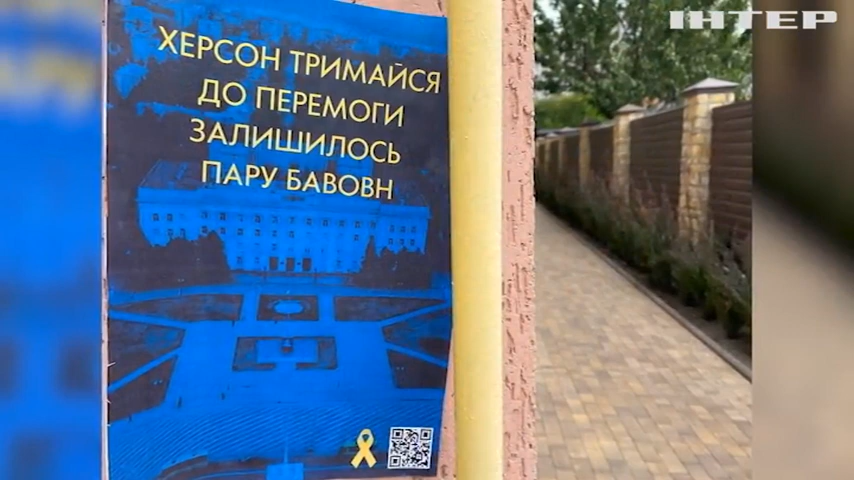 ІНТЕР
ХЕРСОН ТРИМАЙСЯ
ДО ПЕРЕМОГИ
ЗАЛИШИЛОСЬ
ПАРУ БАВОВН